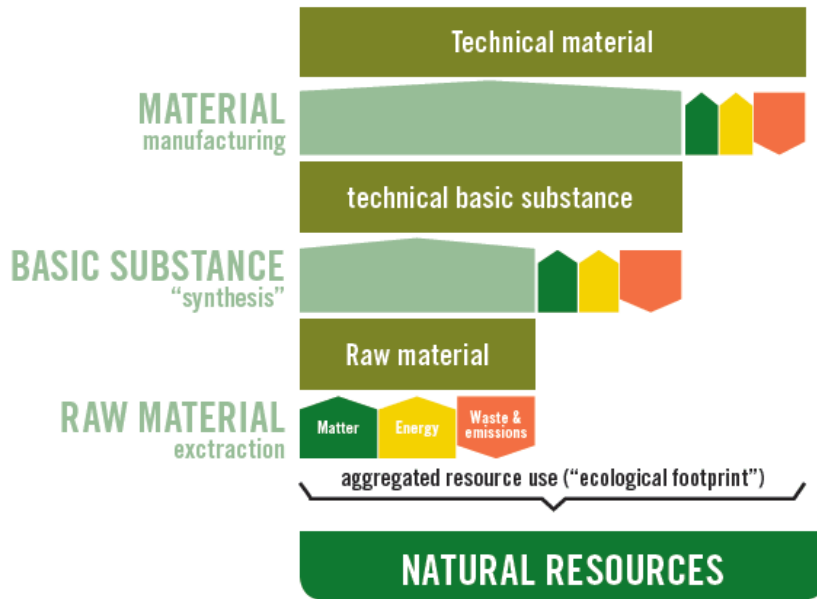 Technical material
MATERIAL
manufacturing
technical basic substance
BASIC SUBSTANCE
“synthesis”
Raw material
RAW MATERIAL
exctraction
Matter
Energy
Waste &
emissions
aggregated resource use (“ecological footprint”)
NATURAL RESOURCES